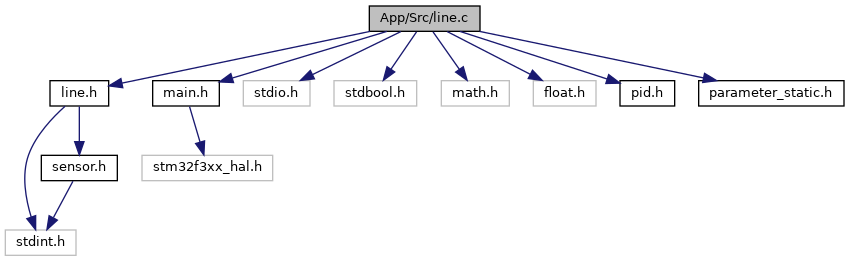 App/Src/line.c
line.h
main.h
stdio.h
stdbool.h
math.h
float.h
pid.h
parameter_static.h
sensor.h
stm32f3xx_hal.h
stdint.h